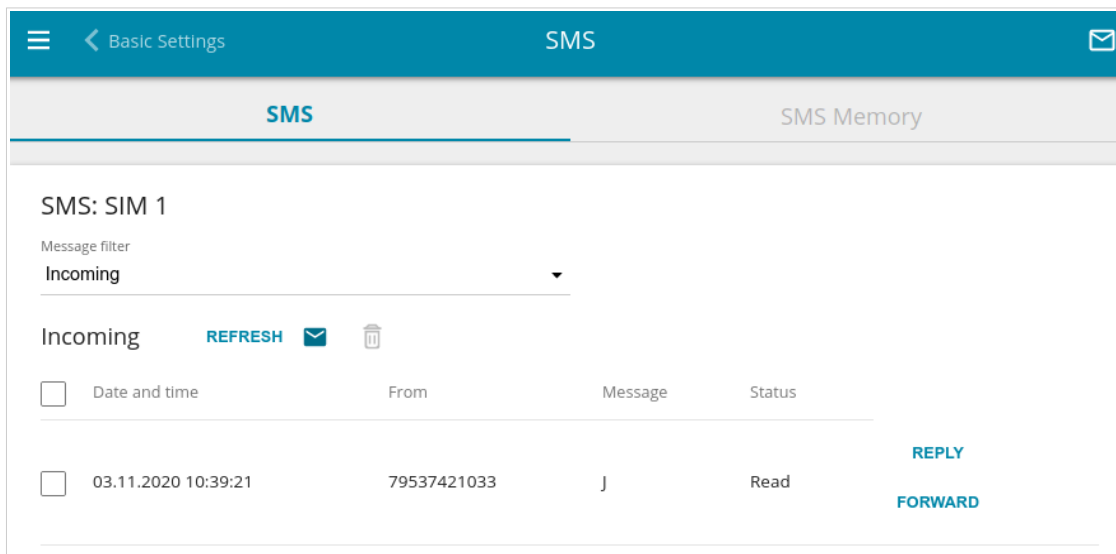 Basic Settings SMS
SMS SMS Memory
SMS: SIM 1
Message filter
Incoming
Incoming REFRESH
Date and time From Message Status
REPLY
03.11.2020 10:39:21 79537421033 J Read
FORWARD